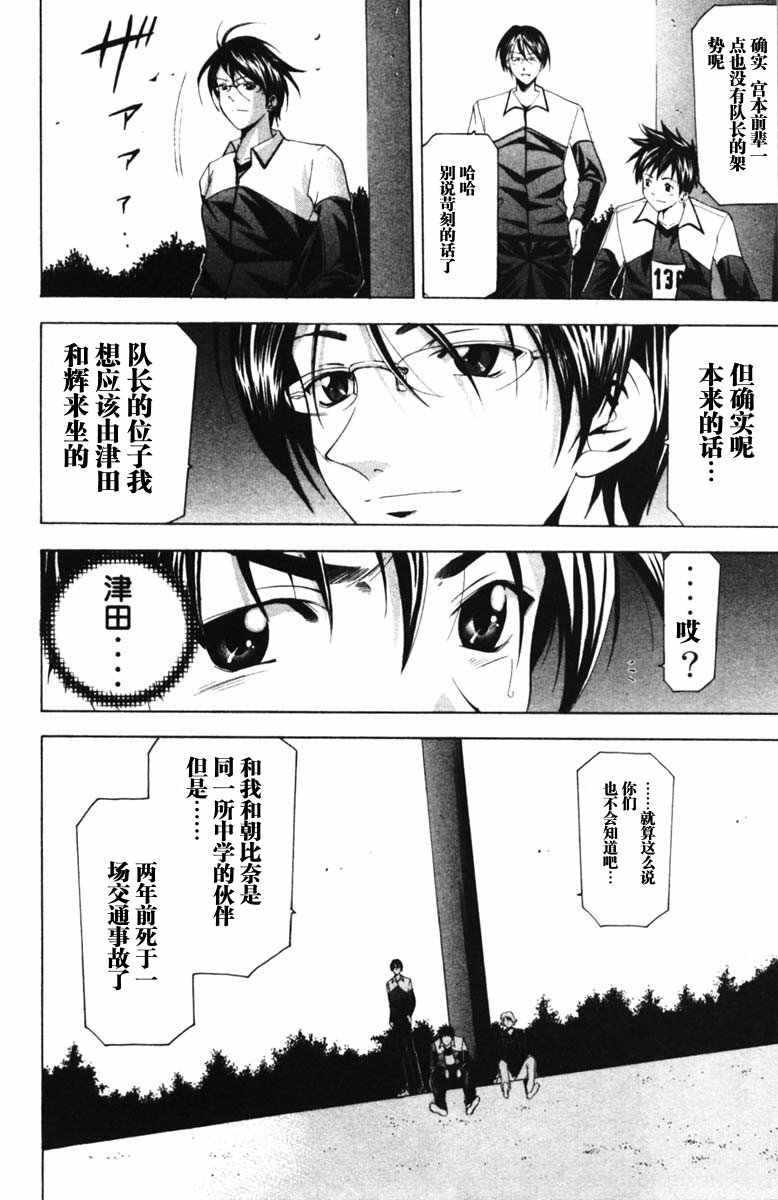 确实 宫本前辈一
点也没有队长的架
势呢
哈哈
别说苛刻的话了
136
ザァァァ…
但确实呢
本来的话…
队长的位子我
想应该由津田
和辉来坐的
····哎？
津田····
……就算这么说
你们
也不会知道吧…
和我和朝比奈是
同一所中学的伙伴
但是……
两年前死于一
场交通事故了